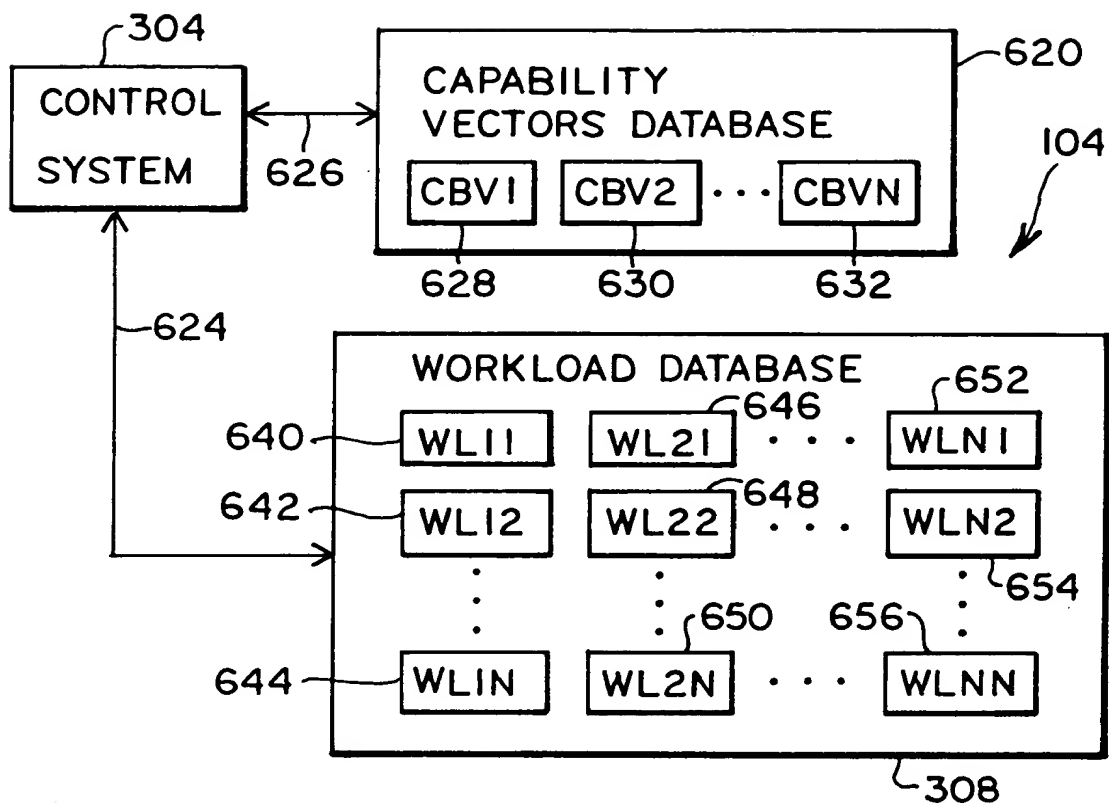 304
CONTROL
SYSTEM
626
CAPABILITY
VECTORS DATABASE
620
CBV1
CBV2
• • •
CBVN
628
630
632
104
624
WORKLOAD DATABASE
640
WL11
646
WL21
• • •
652
WLN1
642
WL12
648
WL22
• • •
WLN2
654
644
WL1N
650
WL2N
• • •
656
WLNN
308